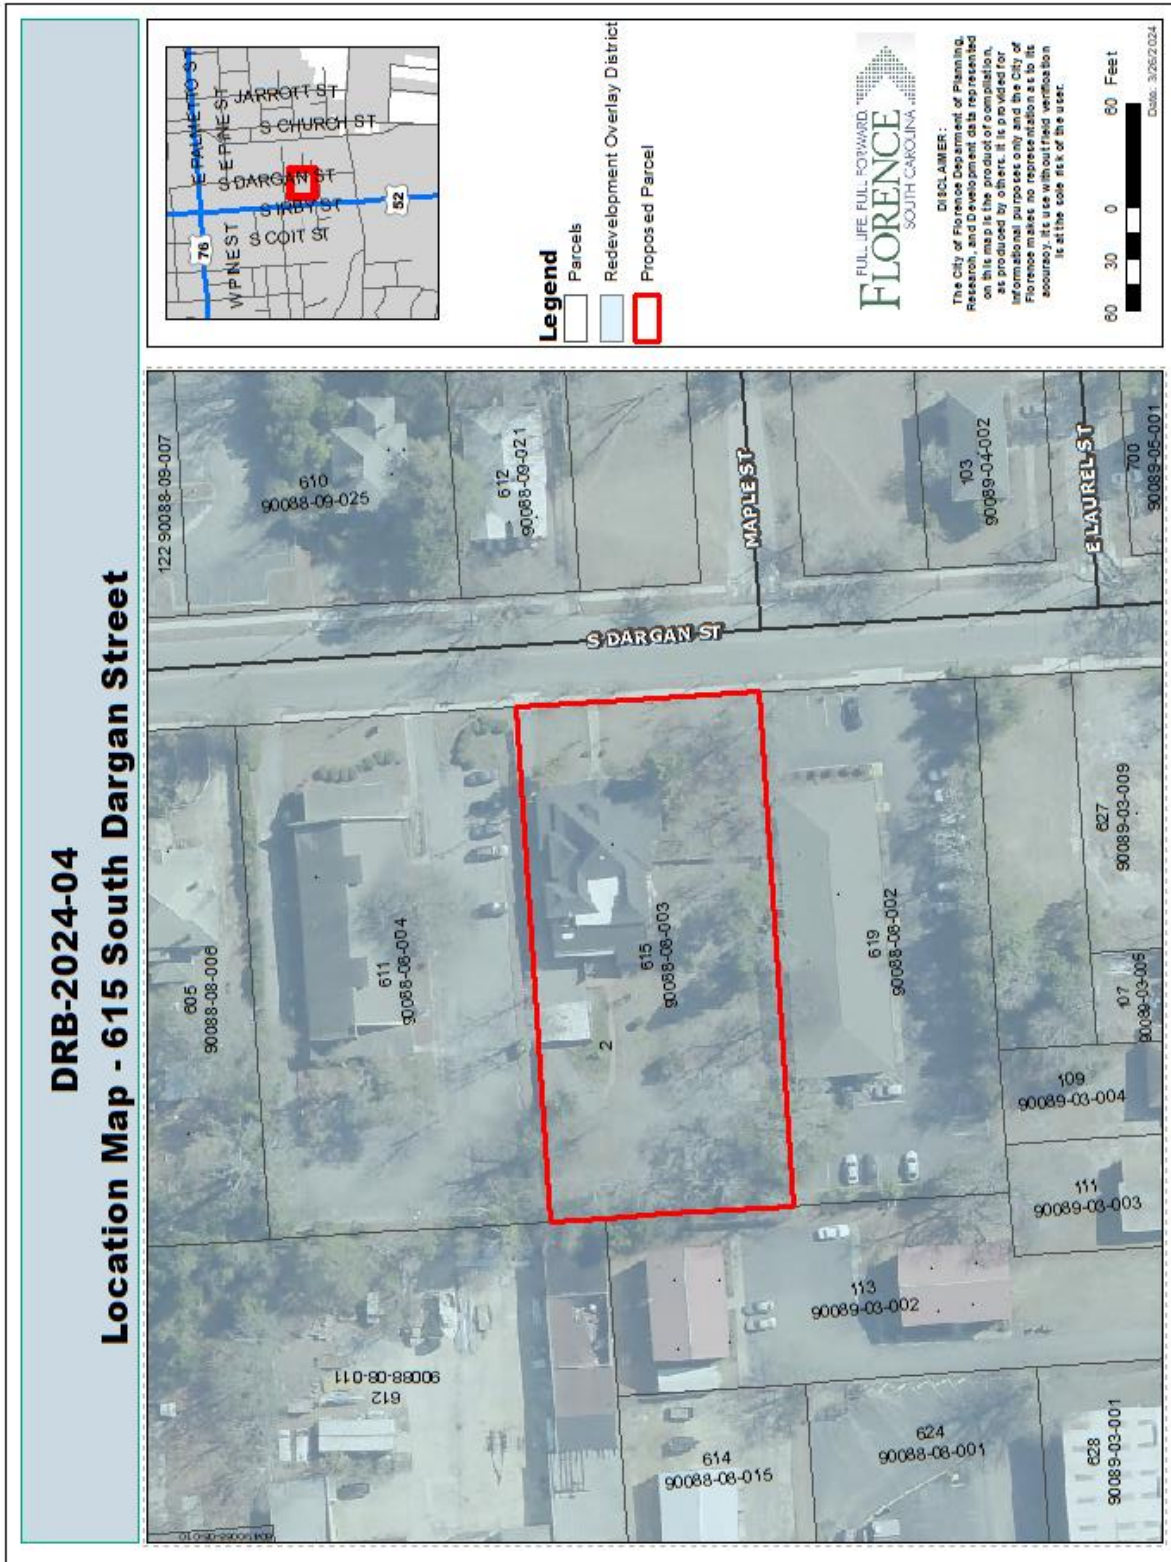 DRB-2024-04
Location Map - 615 South Dargan Street
122 90088-09-007
610
90088-09-025
612
90088-09-021
S DARGAN ST
MAPLE ST
103
90089-04-002
E LAUREL ST
700
90089-05-001
605
90088-08-006
611
90088-08-004
615
90088-08-003
2
619
90088-08-002
627
90089-03-009
107
90089-03-005
109
90089-03-004
111
90089-03-003
113
90089-03-002
612
90088-08-011
614
90088-08-015
624
90088-08-001
628
90089-03-001
E PALMETTO ST
76
W PINE ST
E PINE ST
JARROTT ST
S CHURCH ST
S DARGAN ST
S IRBY ST
S COIT ST
52
Legend
Parcels
Redevelopment Overlay District
Proposed Parcel
FULL LIFE. FULL FORWARD.
FLORENCE
SOUTH CAROLINA
DISCLAIMER:
The City of Florence Deparment of Planning,
Research, and Development data represented
on this map is the product of compilation,
as produced by others. It is provided for
informational purposes only and the City of
Florence makes no representation as to its
accuracy. Its use without field verification
is at the sole risk of the user.
60 30 0 60 Feet
Date: 3/26/2024